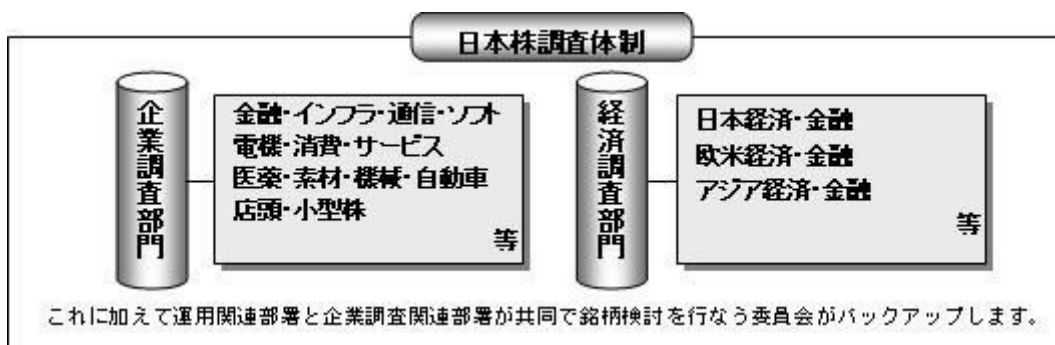 日本株調査体制
企業調査部門
金融・インフラ・通信・ソフト
電機・消費・サービス
医薬・素材・機械・自動車
店頭・小型株
等
経済調査部門
日本経済・金融
欧米経済・金融
アジア経済・金融
等
これに加えて運用関連部署と企業調査関連部署が共同で銘柄検討を行なう委員会がバックアップします。